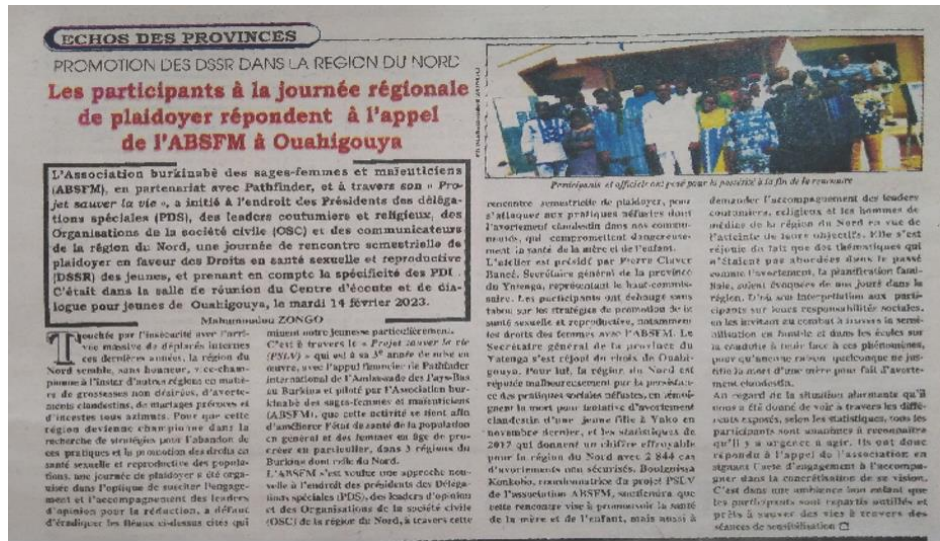 ECHOS DES PROVINCES
PROMOTION DES DSSR DANS LA REGION DU NORD
Les participants à la journée régionale
de plaidoyer répondent à l'appel
de l'ABSFM à Ouahigouya
L'Association burkinabè des sages-femmes et maïeuticiens
(ABSFM), en partenariat avec Pathfinder, et à travers son « Pro-
jet sauver la vie », a initié à l'endroit des Présidents des déléga-
tions spéciales (PDS), des leaders coutumiers et religieux, des
Organisations de la société civile (OSC) et des communicateurs
de la région du Nord, une journée de rencontre semestrielle de
plaidoyer en faveur des Droits en santé sexuelle et reproductive
(DSSR) des jeunes, et prenant en compte la spécificité des PDI.
C'était dans la salle de réunion du Centre d'écoute et de dia-
logue pour jeunes de Ouahigouya, le mardi 14 février 2023.
Mahamoudou ZONGO
Touchée par l'insécurité avec l'arri-
vée massive de déplacés internes
ces dernières années, la région du
Nord semble, sans honneur, vice-cham-
pionne à l'instar d'autres régions en matiè-
re de grossesses non désirées, d'avorte-
ments clandestins, de mariages précoces et
d'incestes tous azimuts. Pour que cette
région devienne championne dans la
recherche de stratégies pour l'abandon de
ces pratiques et la promotion des droits en
santé sexuelle et reproductive des popula-
tions, une journée de plaidoyer a été orga-
nisée dans l'optique de susciter l'engage-
ment et l'accompagnement des leaders
d'opinion pour la réduction, à défaut
d'éradiquer les fléaux ci-dessus cités qui
minent notre jeunesse particulièrement.
C'est à travers le « Projet sauver la vie
(PSLV) » qui est à sa 3e année de mise en
œuvre, avec l'appui financier de Pathfinder
international de l'Ambassade des Pays-Bas
au Burkina et piloté par l'Association bur-
kinabè des sages-femmes et maïeuticiens
(ABSFM), que cette activité se tient afin
d'améliorer l'état de santé de la population
en général et des femmes en âge de pro-
créer en particulier, dans 3 régions du
Burkina dont celle du Nord.
L'ABSFM s'est voulue une approche nou-
velle à l'endroit des présidents des Déléga-
tions spéciales (PDS), des leaders d'opinion
et des Organisations de la société civile
(OSC) de la région du Nord, à travers cette
Participants et officiels ont posé pour la postérité à la fin de la rencontre
rencontre semestrielle de plaidoyer, pour
s'attaquer aux pratiques néfastes dont
l'avortement clandestin dans nos commu-
nautés, qui compromettent dangereuse-
ment la santé de la mère et de l'enfant.
L'atelier est présidé par Pierre Claver
Bancé, Secrétaire général de la province
du Yatenga, représentant le haut-commis-
saire. Les participants ont échangé sans
tabou sur les stratégies de promotion de la
santé sexuelle et reproductive, notamment
les droits des femmes avec l'ABSFM. Le
Secrétaire général de la province du
Yatenga s'est réjoui du choix de Ouahi-
gouya. Pour lui, la région du Nord est
réputée malheureusement par la persistan-
ce des pratiques sociales néfastes, en témoi-
gnent la mort pour tentative d'avortement
clandestin d'une jeune fille à Yako en
novembre dernier, et les statistiques de
2017 qui donnent un chiffre effroyable
pour la région du Nord avec 2 844 cas
d'avortements non sécurisés.
Konkobo, du projet PSLV
de l'association ABSFM, soutiendra que
cette rencontre vise à promouvoir la santé
de la mère et de l'enfant, mais aussi à
demander l'accompagnement des leaders
coutumiers, religieux et les hommes de
médias de la région du Nord en vue de
l'atteinte de leurs objectifs. Elle s'est
réjouie du fait que des thématiques qui
n'étaient pas abordées dans le passé
comme l'avortement, la planification fami-
liale, soient évoquées de nos jours dans la
région. D'où son interpellation aux parti-
cipants sur leurs responsabilités sociales,
en les invitant au combat à travers la sensi-
bilisation en famille et dans les écoles sur
la conduite à tenir face à ces phénomènes,
pour qu'aucune raison quelconque ne jus-
tifie la mort d'une mère pour fait d'avorte-
ment clandestin.
Au regard de la situation alarmante qu'il
nous a été donné de voir à travers les diffé-
rents exposés, selon les statistiques, tous les
participants sont unanimes à reconnaître
qu'il y a urgence à agir. Ils ont donc
répondu à l'appel de l'association en
signant l'acte d'engagement à l'accompa-
gner dans la concrétisation de sa vision.
C'est dans une ambiance bon enfant que
les participants sont repartis outillés et
prêts à sauver des vies à travers des
séances de sensibilisation